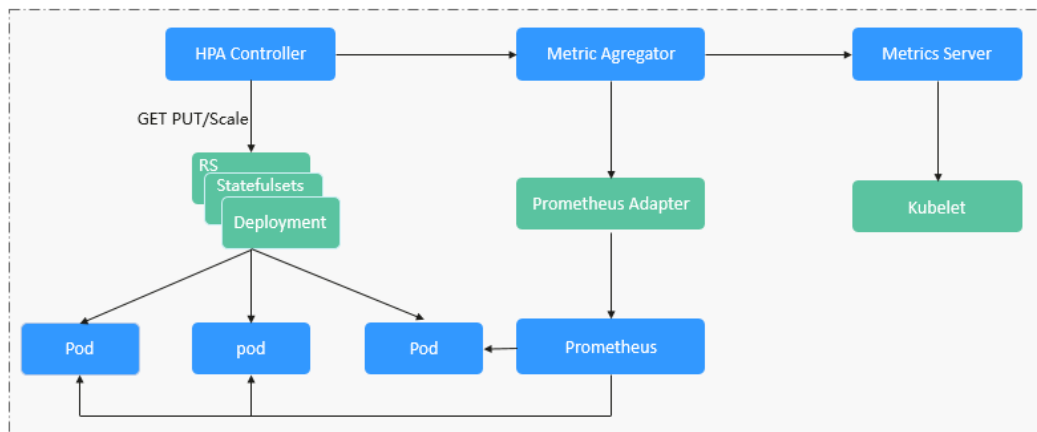 HPA Controller
Metric Agregator
Metrics Server
GET PUT/Scale
RS
Statefulsets
Deployment
Prometheus Adapter
Kubelet
Pod
pod
Pod
Prometheus